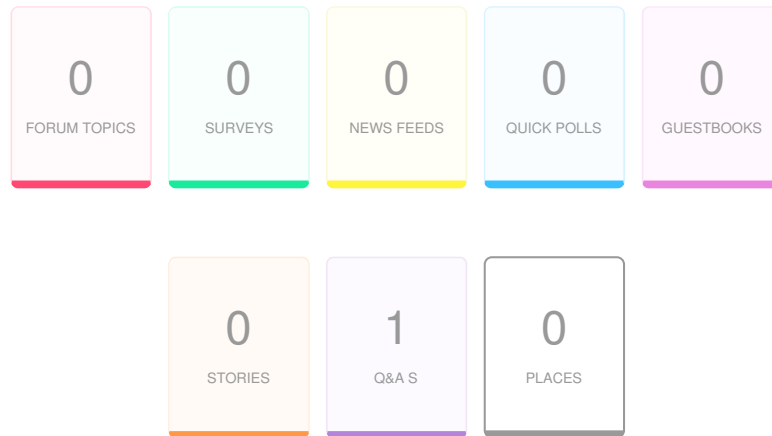 0
FORUM TOPICS
0
SURVEYS
0
NEWS FEEDS
0
QUICK POLLS
0
GUESTBOOKS
0
STORIES
1
Q&A S
0
PLACES